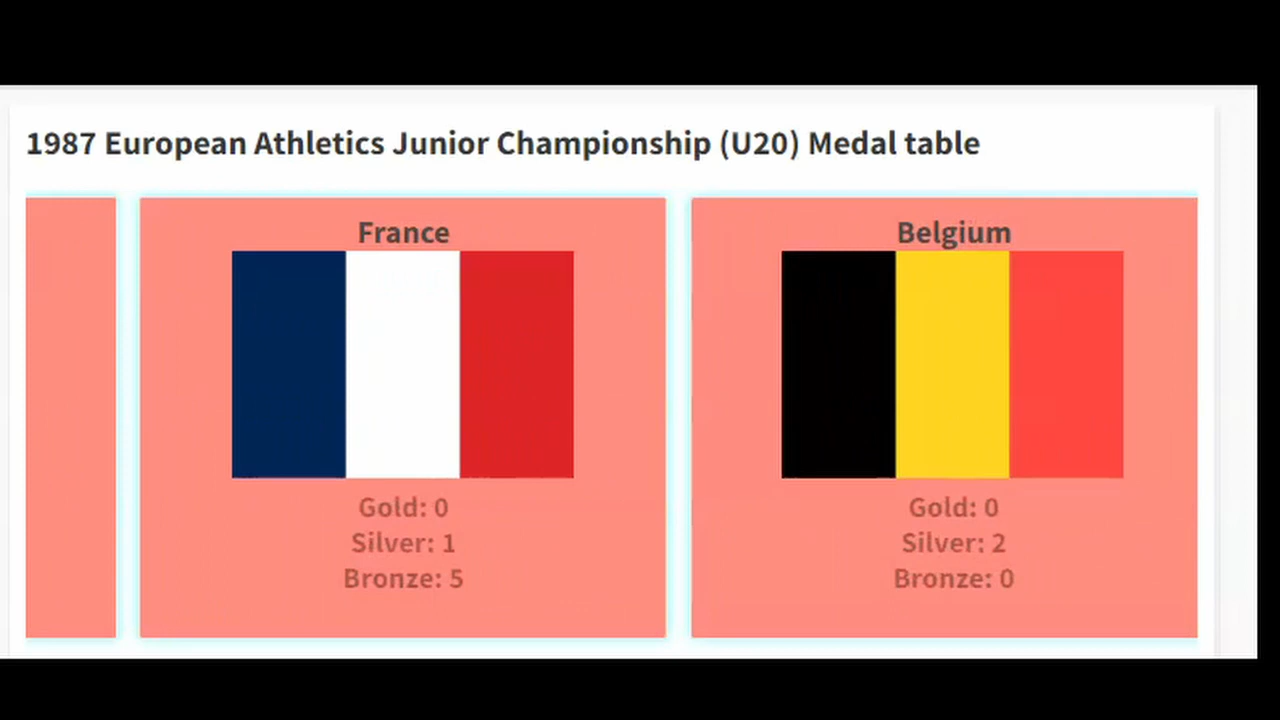 1987 European Athletics Junior Championship (U20) Medal table
France
Gold: 0
Silver: 1
Bronze: 5
Belgium
Gold: 0
Silver: 2
Bronze: 0